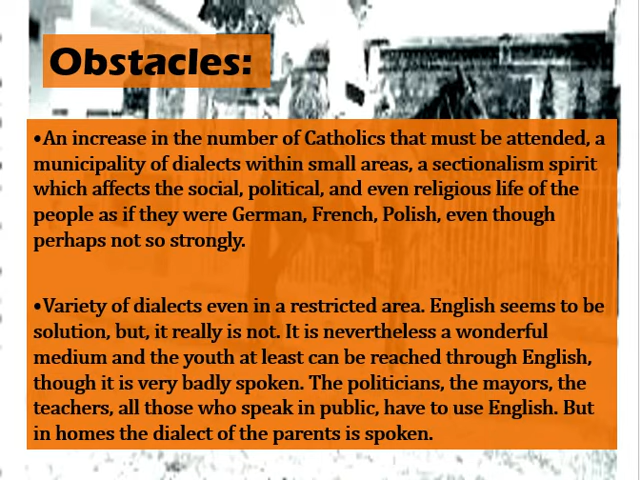 Obstacles:
•An increase in the number of Catholics that must be attended, a
municipality of dialects within small areas, a sectionalism spirit
which affects the social, political, and even religious life of the
people as if they were German, French, Polish, even though
perhaps not so strongly.
•Variety of dialects even in a restricted area. English seems to be
solution, but, it really is not. It is nevertheless a wonderful
medium and the youth at least can be reached through English,
though it is very badly spoken. The politicians, the mayors, the
teachers, all those who speak in public, have to use English. But
in homes the dialect of the parents is spoken.